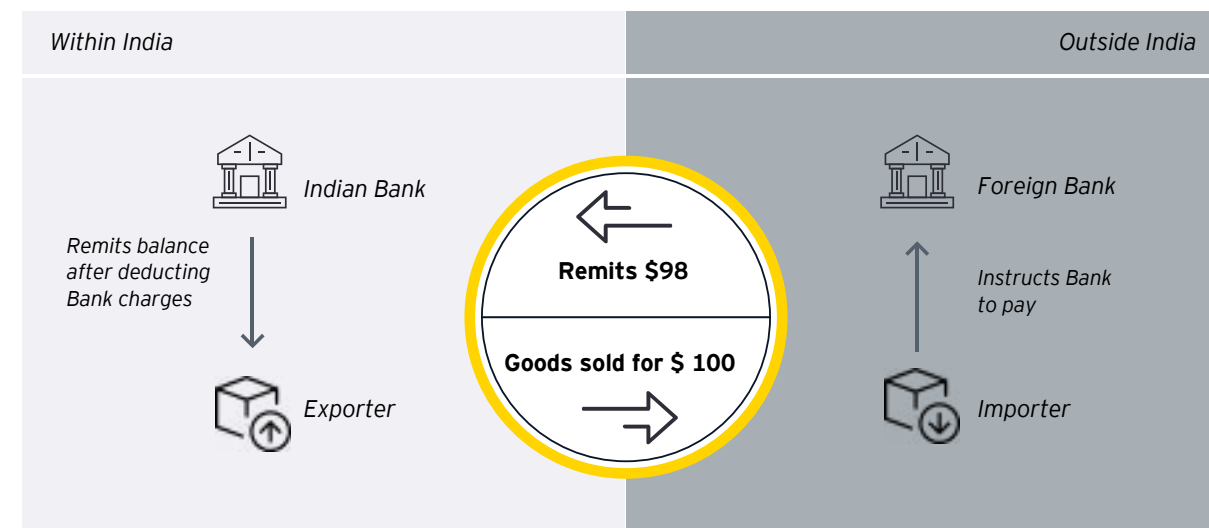 Within India
Outside India
Indian Bank
Foreign Bank
Remits balance
after deducting
Bank charges
Remits $98
Instructs Bank
to pay
Goods sold for $ 100
Exporter
Importer